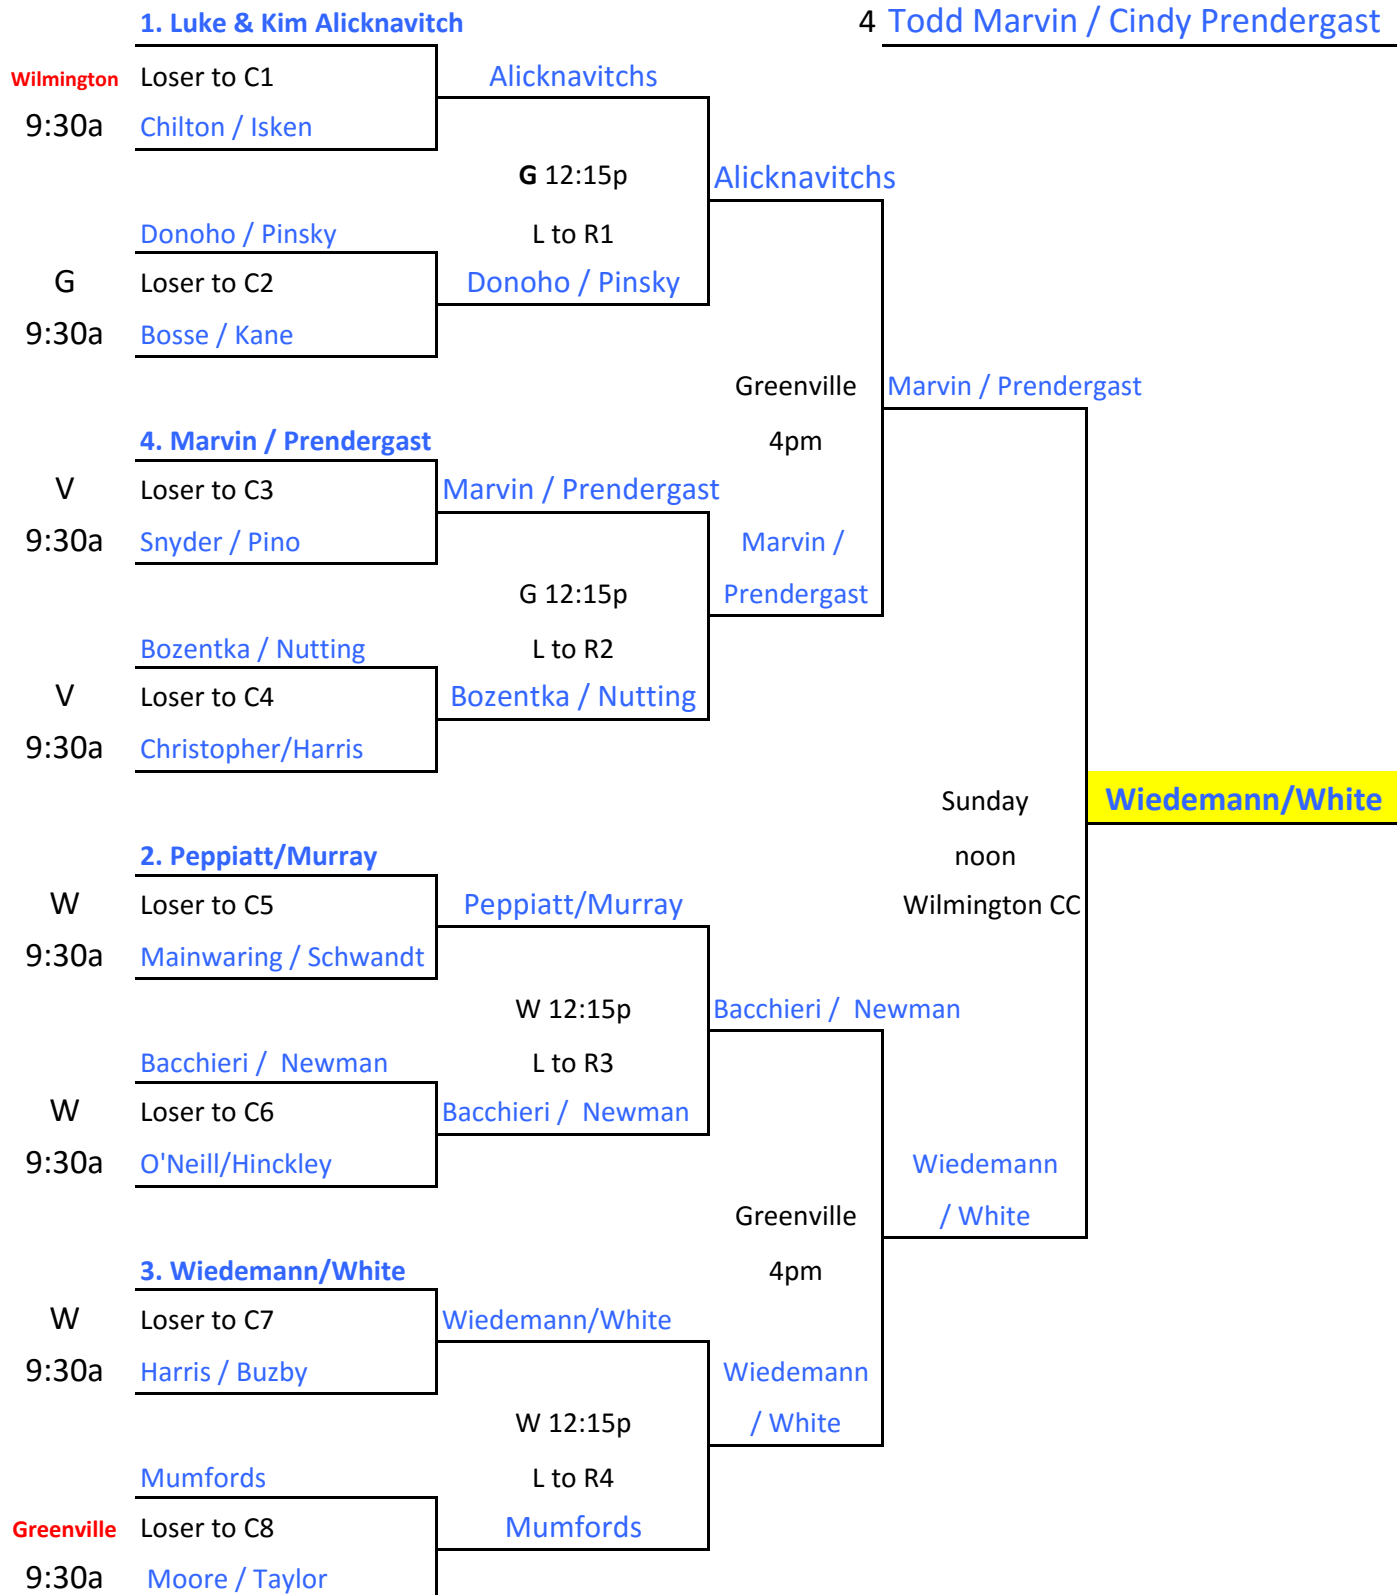 1. Luke & Kim Alicknavitch
4 Todd Marvin / Cindy Prendergast
Wilmington Loser to C1 Alicknavitchs
9:30a Chilton / Isken
G 12:15p Alicknavitchs
Donoho / Pinsky L to R1
G Loser to C2 Donoho / Pinsky
9:30a Bosse / Kane
Greenville Marvin / Prendergast
4. Marvin / Prendergast 4pm
V Loser to C3 Marvin / Prendergast
9:30a Snyder / Pino Marvin /
G 12:15p Prendergast
Bozentka / Nutting L to R2
V Loser to C4 Bozentka / Nutting
9:30a Christopher/Harris
Sunday Wiedemann/White
2. Peppiatt/Murray noon
W Loser to C5 Peppiatt/Murray Wilmington CC
9:30a Mainwaring / Schwandt
W 12:15p Bacchieri /  Newman
Bacchieri /  Newman L to R3
W Loser to C6 Bacchieri /  Newman
9:30a O'Neill/Hinckley Wiedemann
Greenville / White
3. Wiedemann/White 4pm
W Loser to C7 Wiedemann/White
9:30a Harris / Buzby Wiedemann
W 12:15p / White
Mumfords L to R4
Greenville Loser to C8 Mumfords
9:30a Moore / Taylor